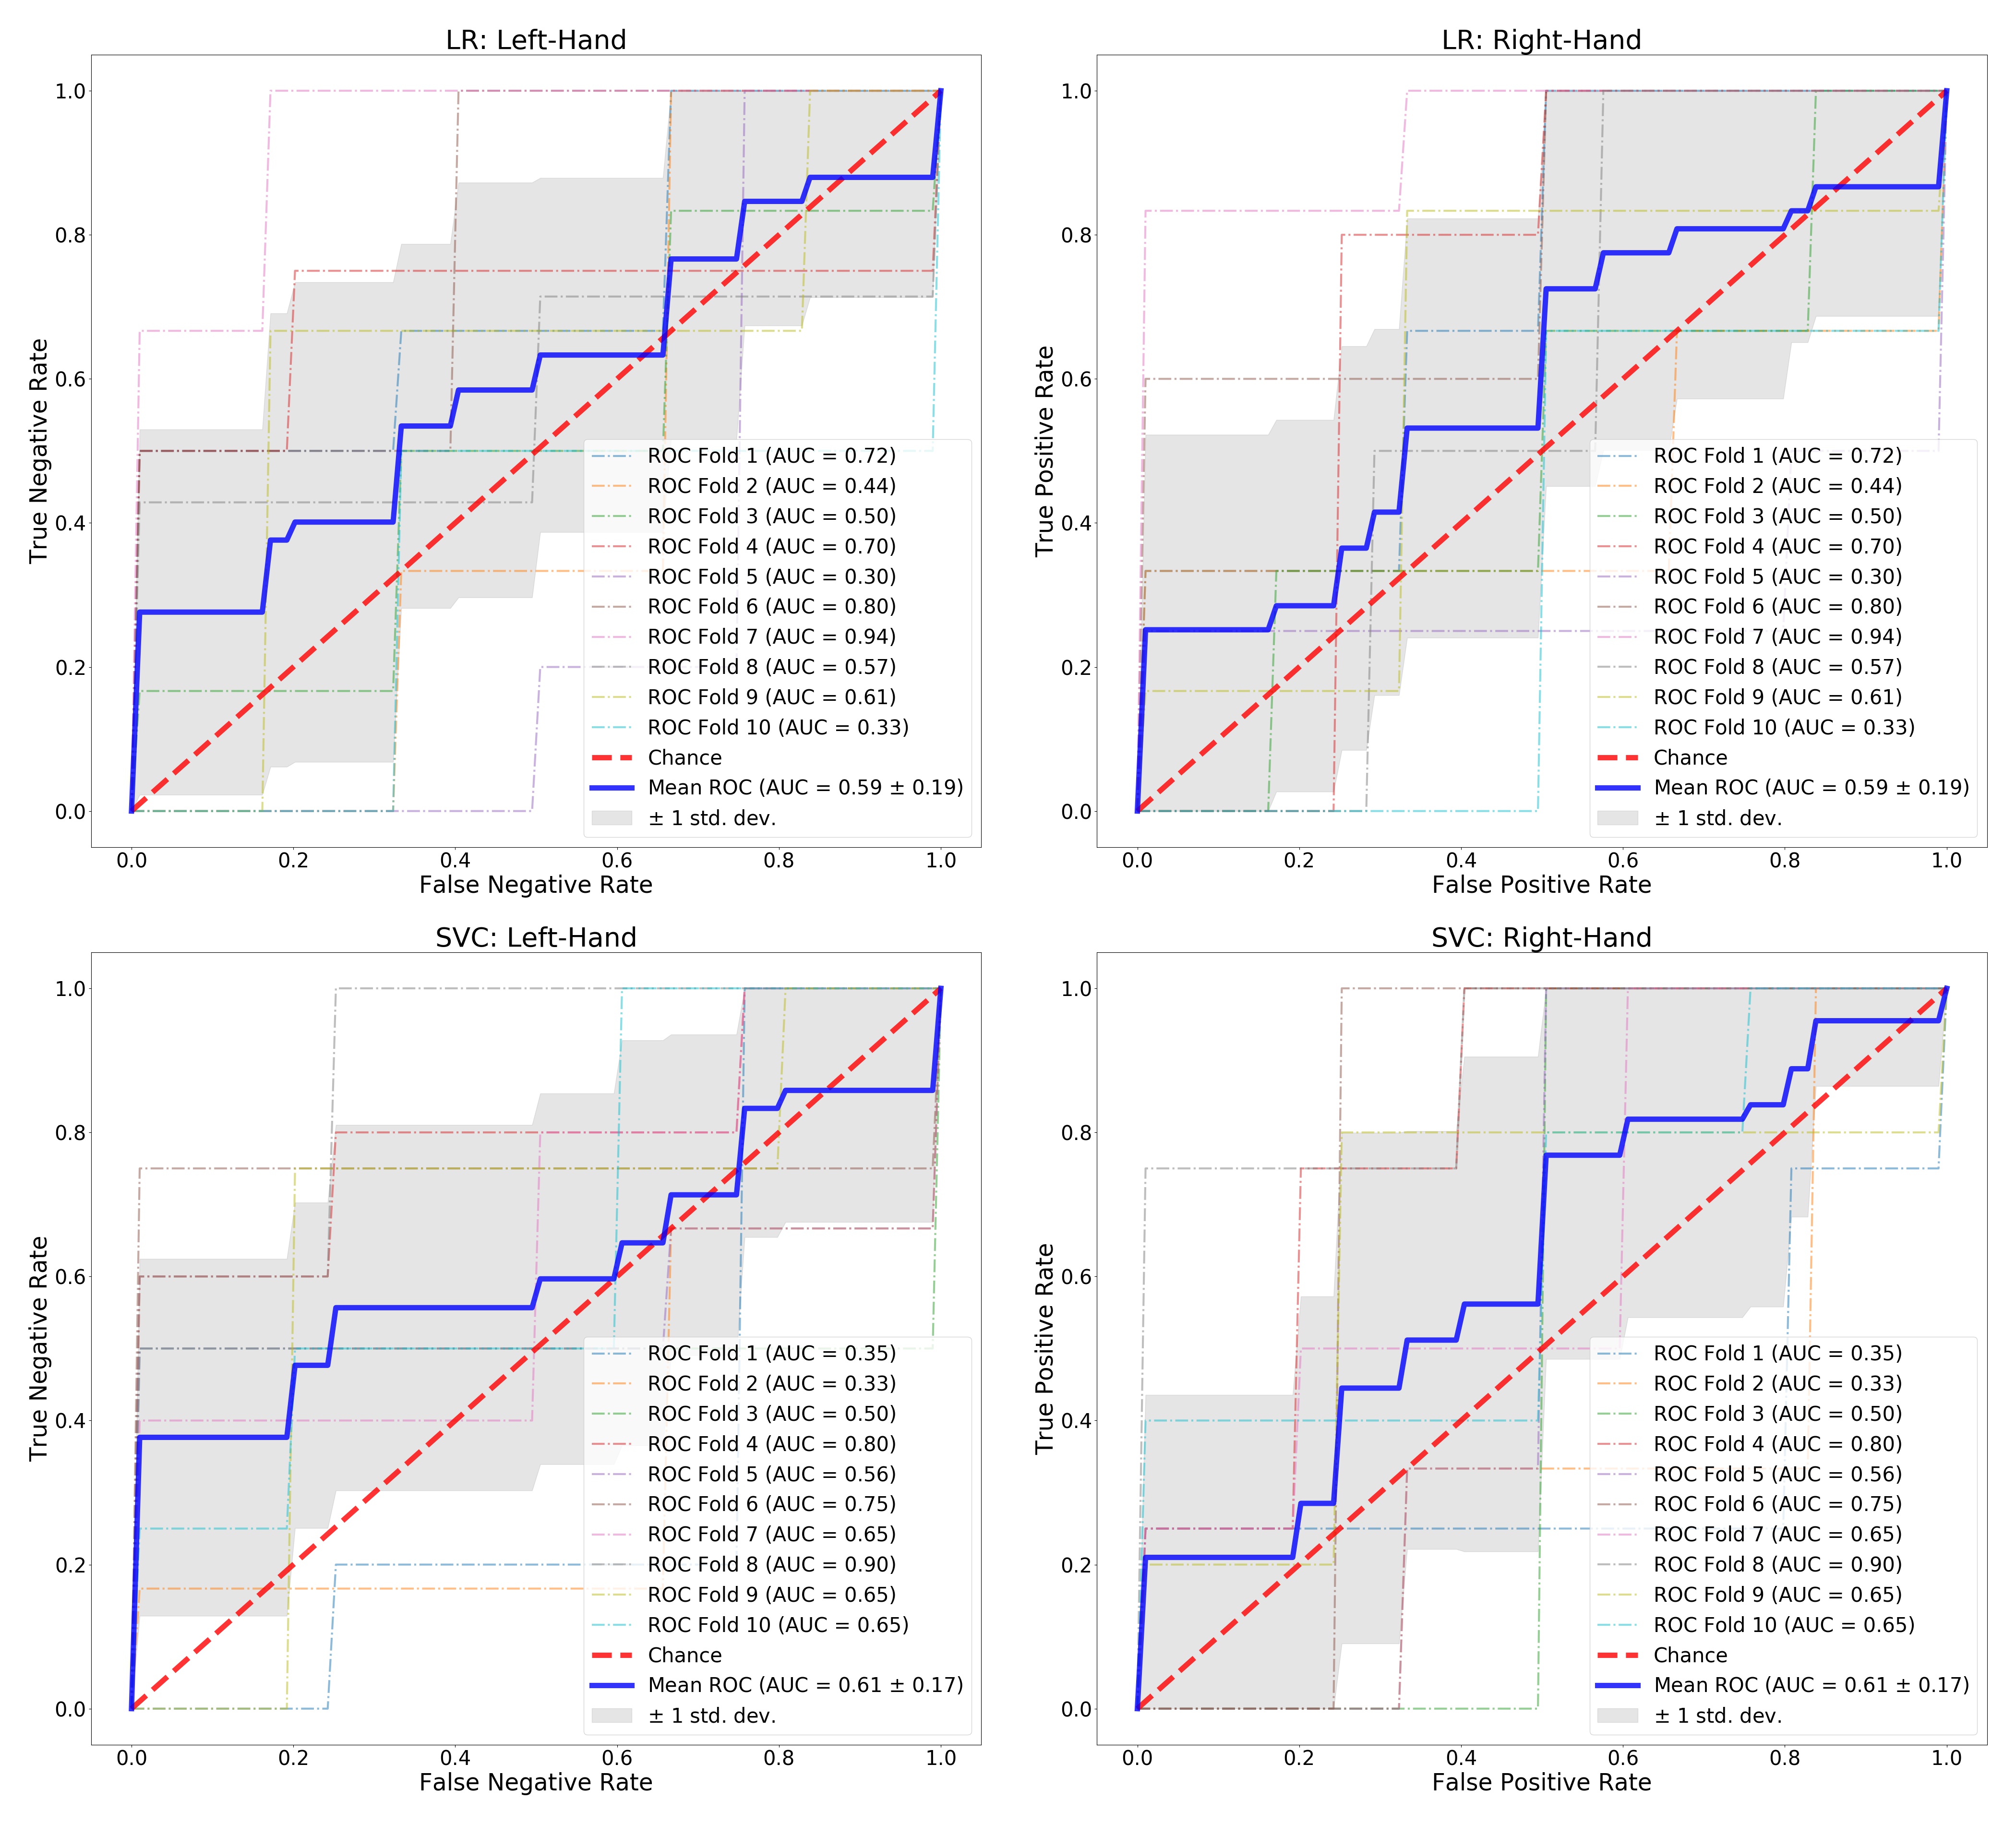 LR: Left-Hand
True Negative Rate
1.0
0.8
0.6
0.4
0.2
0.0
ROC Fold 1 (AUC = 0.72)
ROC Fold 2 (AUC = 0.44)
ROC Fold 3 (AUC = 0.50)
ROC Fold 4 (AUC = 0.70)
ROC Fold 5 (AUC = 0.30)
ROC Fold 6 (AUC = 0.80)
ROC Fold 7 (AUC = 0.94)
ROC Fold 8 (AUC = 0.57)
ROC Fold 9 (AUC = 0.61)
ROC Fold 10 (AUC = 0.33)
Chance
Mean ROC (AUC = 0.59 ± 0.19)
± 1 std. dev.
0.0 0.2 0.4 0.6 0.8 1.0
False Negative Rate
LR: Right-Hand
True Positive Rate
1.0
0.8
0.6
0.4
0.2
0.0
ROC Fold 1 (AUC = 0.72)
ROC Fold 2 (AUC = 0.44)
ROC Fold 3 (AUC = 0.50)
ROC Fold 4 (AUC = 0.70)
ROC Fold 5 (AUC = 0.30)
ROC Fold 6 (AUC = 0.80)
ROC Fold 7 (AUC = 0.94)
ROC Fold 8 (AUC = 0.57)
ROC Fold 9 (AUC = 0.61)
ROC Fold 10 (AUC = 0.33)
Chance
Mean ROC (AUC = 0.59 ± 0.19)
± 1 std. dev.
0.0 0.2 0.4 0.6 0.8 1.0
False Positive Rate
SVC: Left-Hand
True Negative Rate
1.0
0.8
0.6
0.4
0.2
0.0
ROC Fold 1 (AUC = 0.35)
ROC Fold 2 (AUC = 0.33)
ROC Fold 3 (AUC = 0.50)
ROC Fold 4 (AUC = 0.80)
ROC Fold 5 (AUC = 0.56)
ROC Fold 6 (AUC = 0.75)
ROC Fold 7 (AUC = 0.65)
ROC Fold 8 (AUC = 0.90)
ROC Fold 9 (AUC = 0.65)
ROC Fold 10 (AUC = 0.65)
Chance
Mean ROC (AUC = 0.61 ± 0.17)
± 1 std. dev.
0.0 0.2 0.4 0.6 0.8 1.0
False Negative Rate
SVC: Right-Hand
True Positive Rate
1.0
0.8
0.6
0.4
0.2
0.0
ROC Fold 1 (AUC = 0.35)
ROC Fold 2 (AUC = 0.33)
ROC Fold 3 (AUC = 0.50)
ROC Fold 4 (AUC = 0.80)
ROC Fold 5 (AUC = 0.56)
ROC Fold 6 (AUC = 0.75)
ROC Fold 7 (AUC = 0.65)
ROC Fold 8 (AUC = 0.90)
ROC Fold 9 (AUC = 0.65)
ROC Fold 10 (AUC = 0.65)
Chance
Mean ROC (AUC = 0.61 ± 0.17)
± 1 std. dev.
0.0 0.2 0.4 0.6 0.8 1.0
False Positive Rate